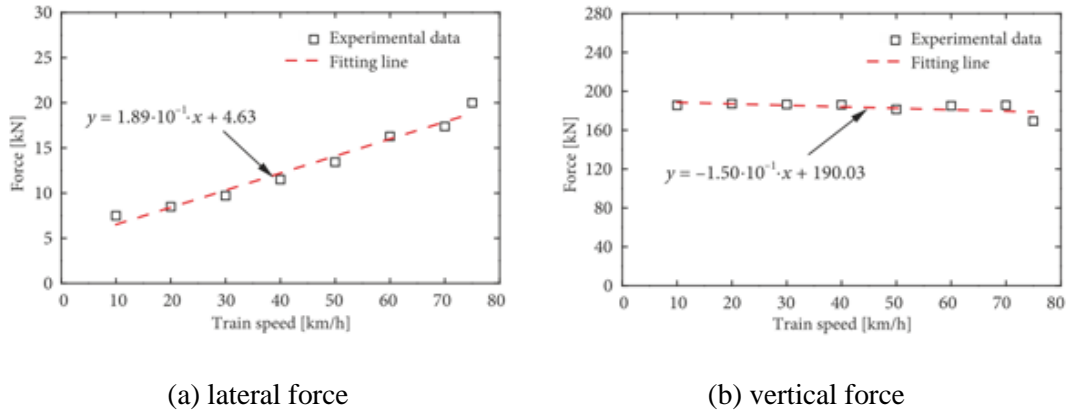 30
25
20
15
10
5
0
Force [kN]
Experimental data
Fitting line
y = 1.89·10⁻¹·x + 4.63
0 10 20 30 40 50 60 70 80
Train speed [km/h]
(a) lateral force
280
240
200
160
120
80
40
0
Force [kN]
Experimental data
Fitting line
y = −1.50·10⁻¹·x + 190.03
0 10 20 30 40 50 60 70 80
Train speed [km/h]
(b) vertical force